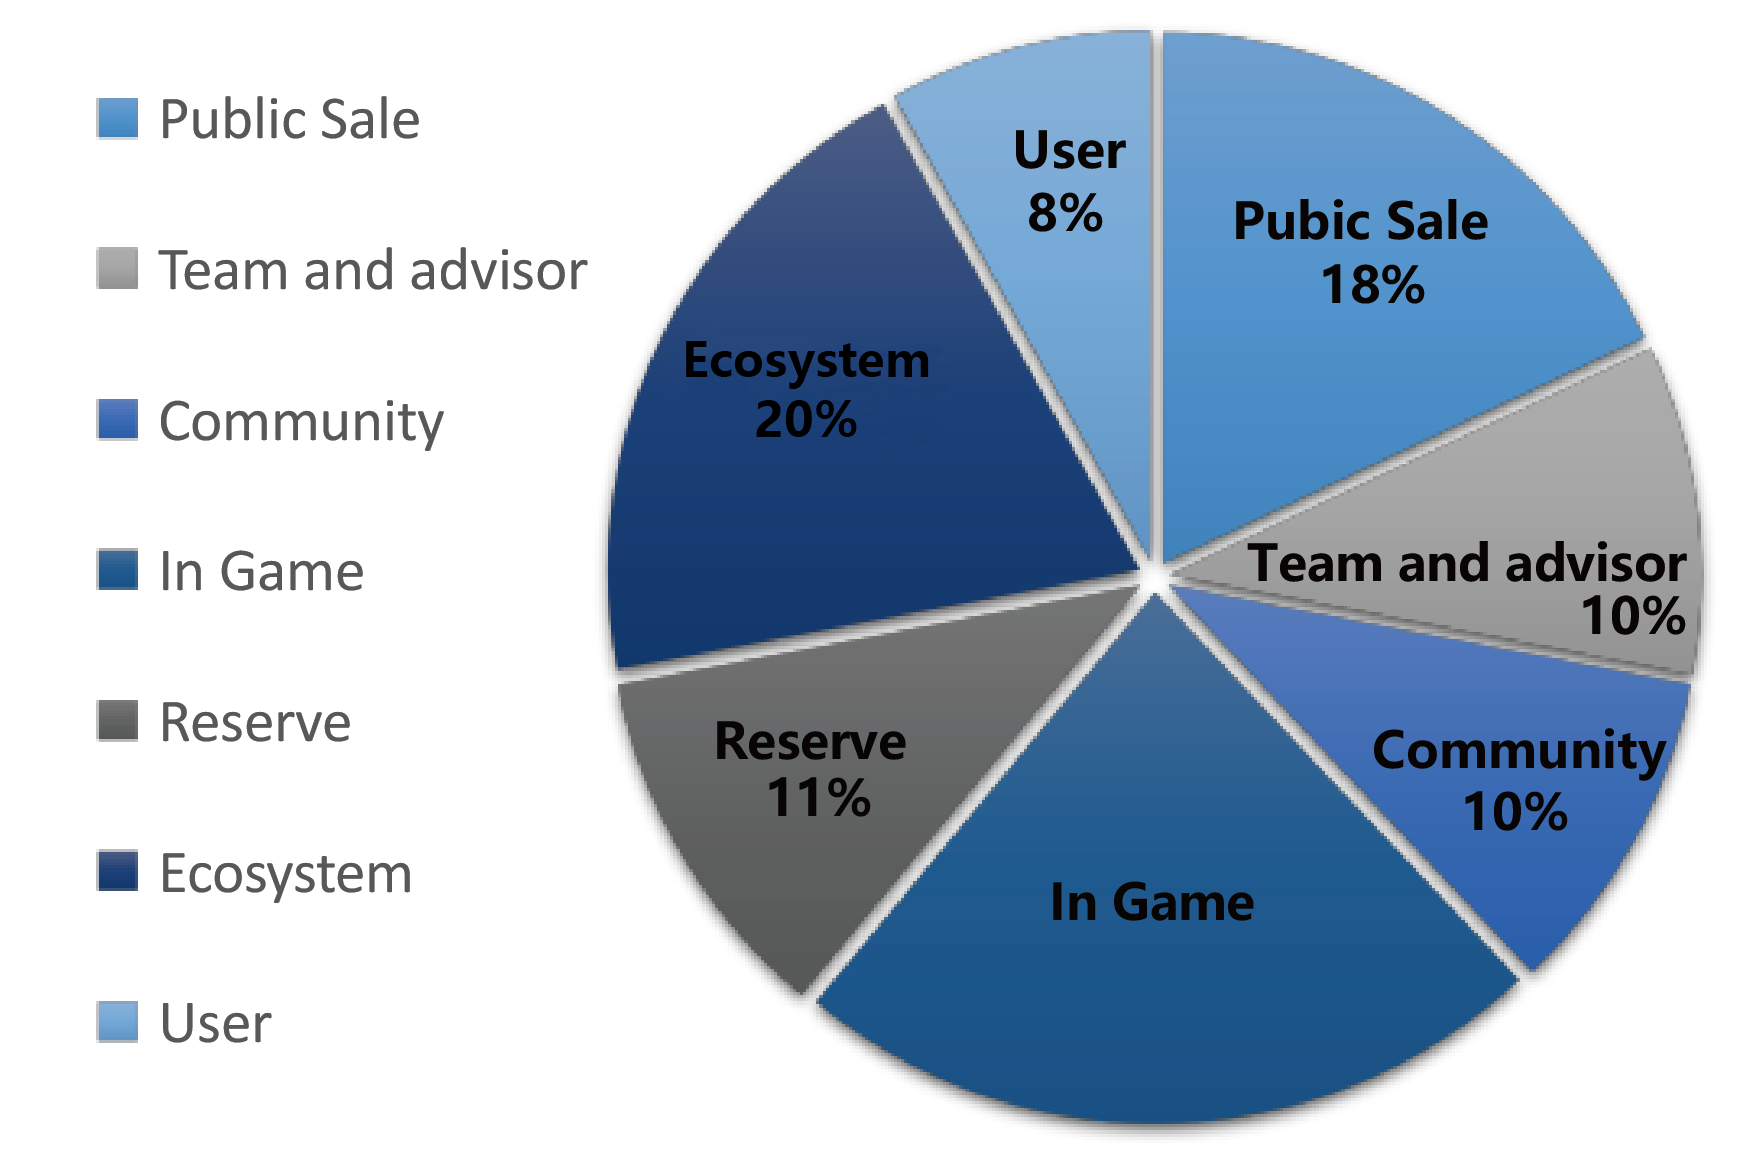 Public Sale
Team and advisor
Community
In Game
Reserve
Ecosystem
User
User
8%
Pubic Sale
18%
Ecosystem
20%
Team and advisor
10%
Reserve
11%
Community
10%
In Game